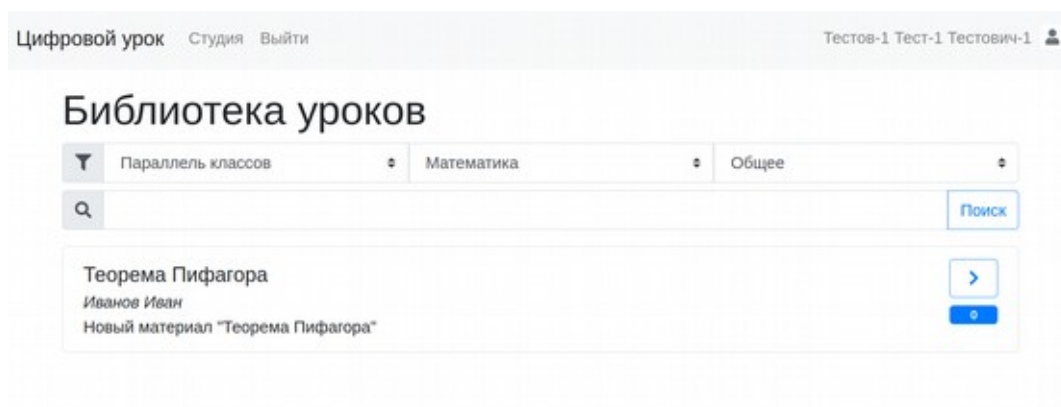 Цифровой урок Студия Выйти Тестов-1 Тест-1 Тестович-1
Библиотека уроков
Параллель классов Математика Общее
Поиск
Теорема Пифагора
Иванов Иван
Новый материал "Теорема Пифагора"
0